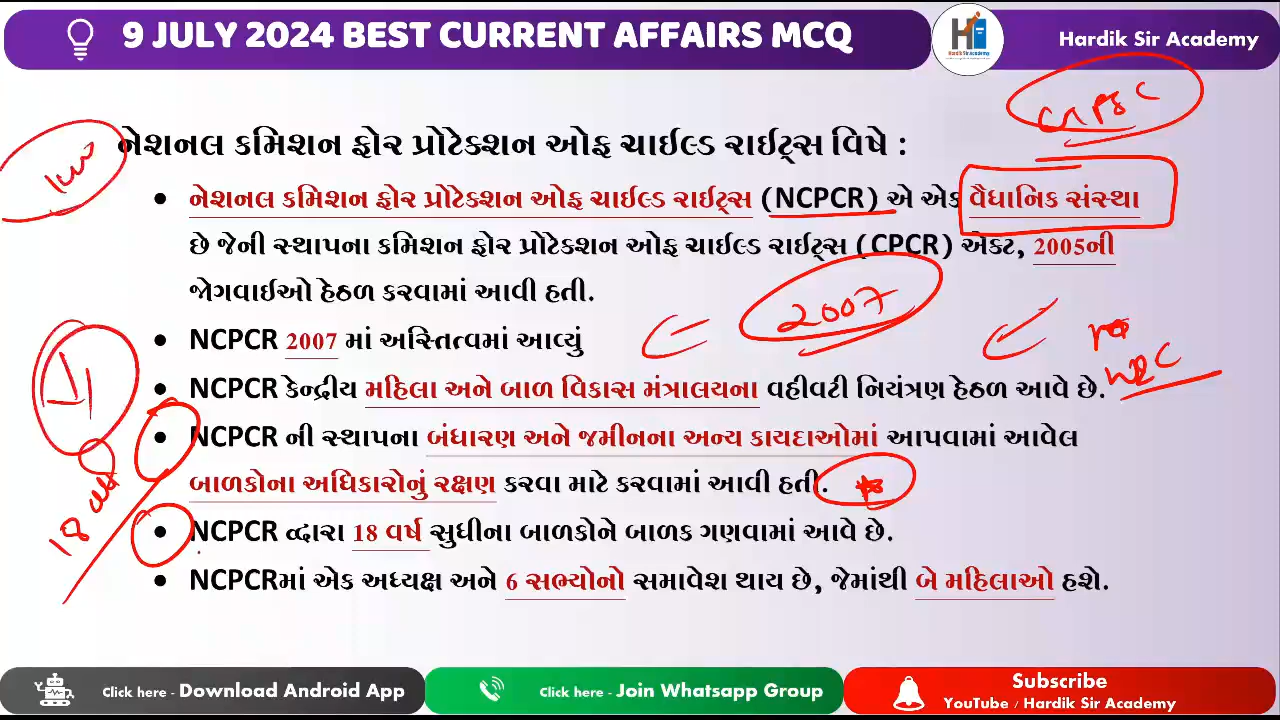 9 JULY 2024 BEST CURRENT AFFAIRS MCQ
Hardik Sir Academy
Hardik Sir Academy
નેશનલ કમિશન ફોર પ્રોટેક્શન ઓફ ચાઈલ્ડ રાઈટ્સ વિષે :
• નેશનલ કમિશન ફોર પ્રોટેક્શન ઓફ ચાઈલ્ડ રાઈટ્સ (NCPCR) એ એક વૈધાનિક સંસ્થા
છે જેની સ્થાપના કમિશન ફોર પ્રોટેક્શન ઓફ ચાઈલ્ડ રાઈટ્સ (CPCR) એક્ટ, 2005ની
જોગવાઈઓ હેઠળ કરવામાં આવી હતી.
2007
• NCPCR 2007 માં અસ્તિત્વમાં આવ્યું
• NCPCR કેન્દ્રીય મહિલા અને બાળ વિકાસ મંત્રાલયના વહીવટી નિયંત્રણ હેઠળ આવે છે.
• NCPCR ની સ્થાપના બંધારણ અને જમીનના અન્ય કાયદાઓમાં આપવામાં આવેલ
બાળકોના અધિકારોનું રક્ષણ કરવા માટે કરવામાં આવી હતી.
18 વર્ષ
• NCPCR દ્વારા 18 વર્ષ સુધીના બાળકોને બાળક ગણવામાં આવે છે.
• NCPCRમાં એક અધ્યક્ષ અને 6 સભ્યોનો સમાવેશ થાય છે, જેમાંથી બે મહિલાઓ હશે.
Click here - Download Android App
Click here - Join Whatsapp Group
Subscribe
YouTube / Hardik Sir Academy